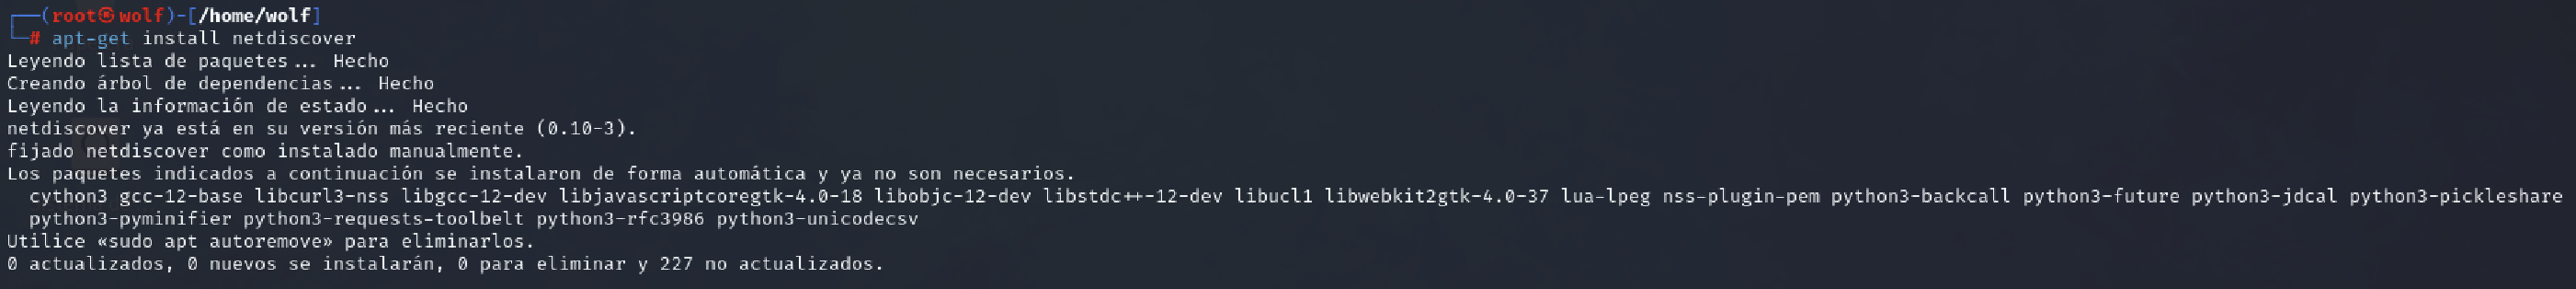 ┌──(root㉿wolf)-[/home/wolf]
└─# apt-get install netdiscover
Leyendo lista de paquetes... Hecho
Creando árbol de dependencias... Hecho
Leyendo la información de estado... Hecho
netdiscover ya está en su versión más reciente (0.10-3).
fijado netdiscover como instalado manualmente.
Los paquetes indicados a continuación se instalaron de forma automática y ya no son necesarios.
  cython3 gcc-12-base libcurl3-nss libgcc-12-dev libjavascriptcoregtk-4.0-18 libobjc-12-dev libstdc++-12-dev libucl1 libwebkit2gtk-4.0-37 lua-lpeg nss-plugin-pem python3-backcall python3-future python3-jdcal python3-pickleshare
  python3-pyminifier python3-requests-toolbelt python3-rfc3986 python3-unicodecsv
Utilice «sudo apt autoremove» para eliminarlos.
0 actualizados, 0 nuevos se instalarán, 0 para eliminar y 227 no actualizados.